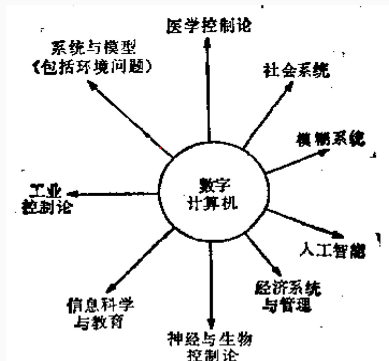 医学控制论
系统与模型
（包括环境问题）
社会系统
模糊系统
数字
计算机
工业
控制论
人工智能
经济系统
与管理
信息科学
与教育
神经与生物
控制论